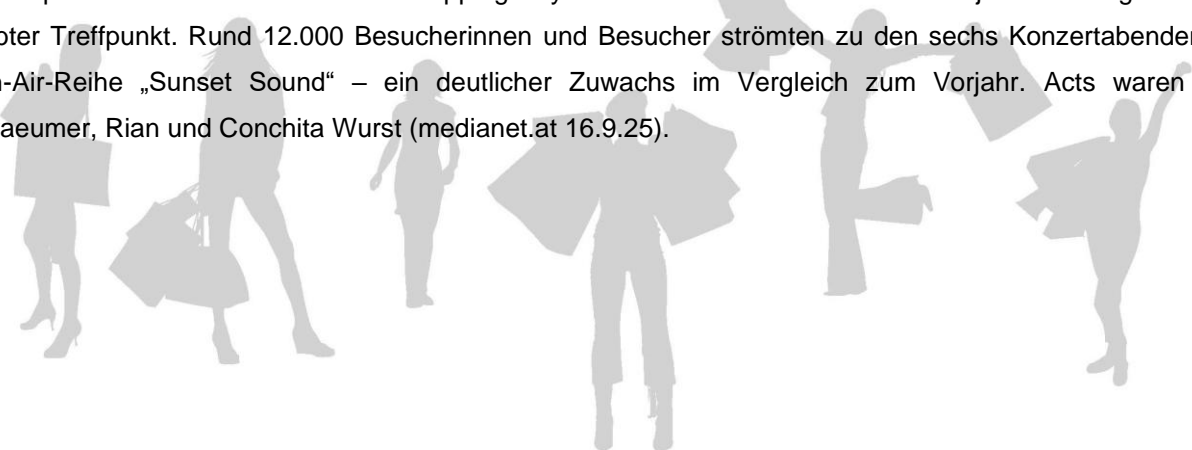 oter Treffpunkt. Rund 12.000 Besucherinnen und Besucher strömten zu den sechs Konzertabenden
-Air-Reihe „Sunset Sound“ – ein deutlicher Zuwachs im Vergleich zum Vorjahr. Acts waren
aeumer, Rian und Conchita Wurst (medianet.at 16.9.25).